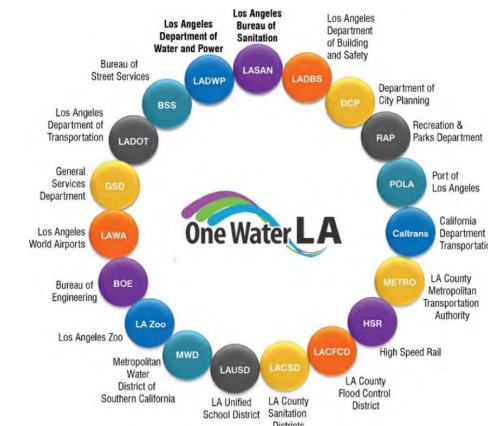 Los Angeles
Bureau of
Sanitation
LASAN
Los Angeles
Department
of Building
and Safety
LADBS
Department of
City Planning
DCP
Recreation &
Parks Department
RAP
Port of
Los Angeles
POLA
California
Department
Transportatio
Caltrans
LA County
Metropolitan
Transportation
Authority
METRO
High Speed Rail
HSR
LA County
Flood Control
District
LACFCD
LA County
Sanitation
Districts
LACSD
LA Unified
School District
LAUSD
Metropolitan
Water
District of
Southern California
MWD
Los Angeles Zoo
LA Zoo
Bureau of
Engineering
BOE
Los Angeles
World Airports
LAWA
General
Services
Department
GSD
Los Angeles
Department of
Transportation
LADOT
Bureau of
Street Services
BSS
Los Angeles
Department of
Water and Power
LADWP
One Water LA